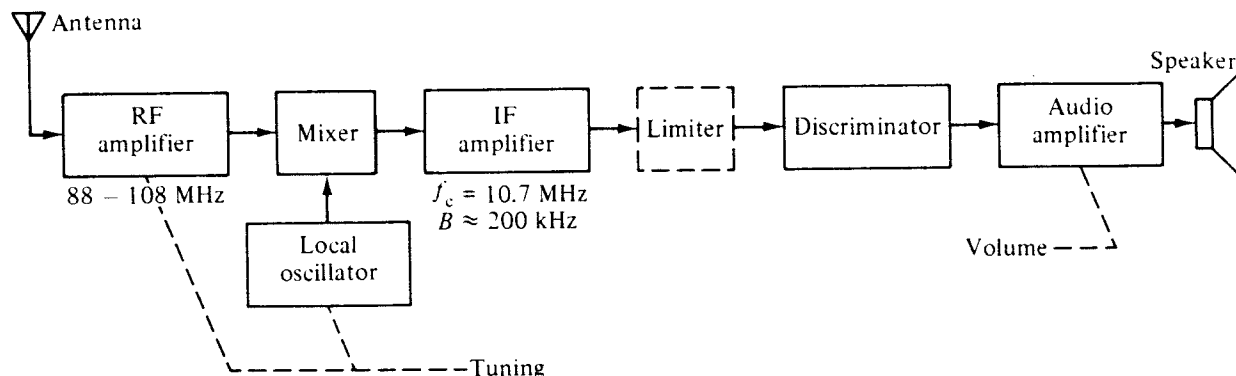 Antenna
Speaker
RF
amplifier
Mixer
IF
amplifier
Limiter
Discriminator
Audio
amplifier
88 – 108 MHz
f_c = 10.7 MHz
B ≈ 200 kHz
Local
oscillator
Volume
Tuning